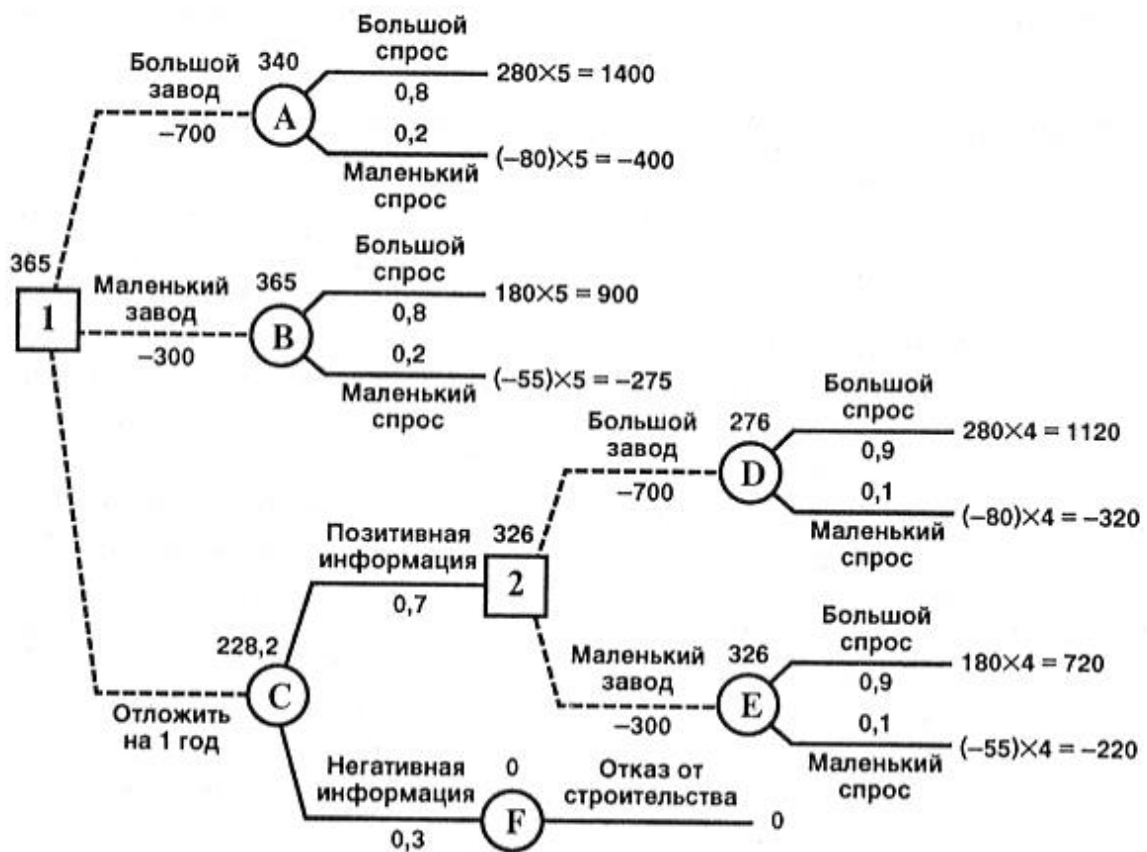 Большой
спрос
340
Большой
завод
280×5 = 1400
0,8
А
–700
0,2
(–80)×5 = –400
Маленький
спрос
Большой
спрос
365
365
Маленький
завод
180×5 = 900
0,8
1
В
–300
0,2
(–55)×5 = –275
Маленький
спрос
Большой
спрос
Большой
завод
276
280×4 = 1120
0,9
D
–700
0,1
(–80)×4 = –320
Маленький
спрос
Позитивная
информация
326
2
0,7
Большой
спрос
228,2
Маленький
завод
326
180×4 = 720
0,9
С
Е
Отложить
на 1 год
–300
0,1
(–55)×4 = –220
Маленький
спрос
Негативная
информация
0
Отказ от
строительства
F
0
0,3